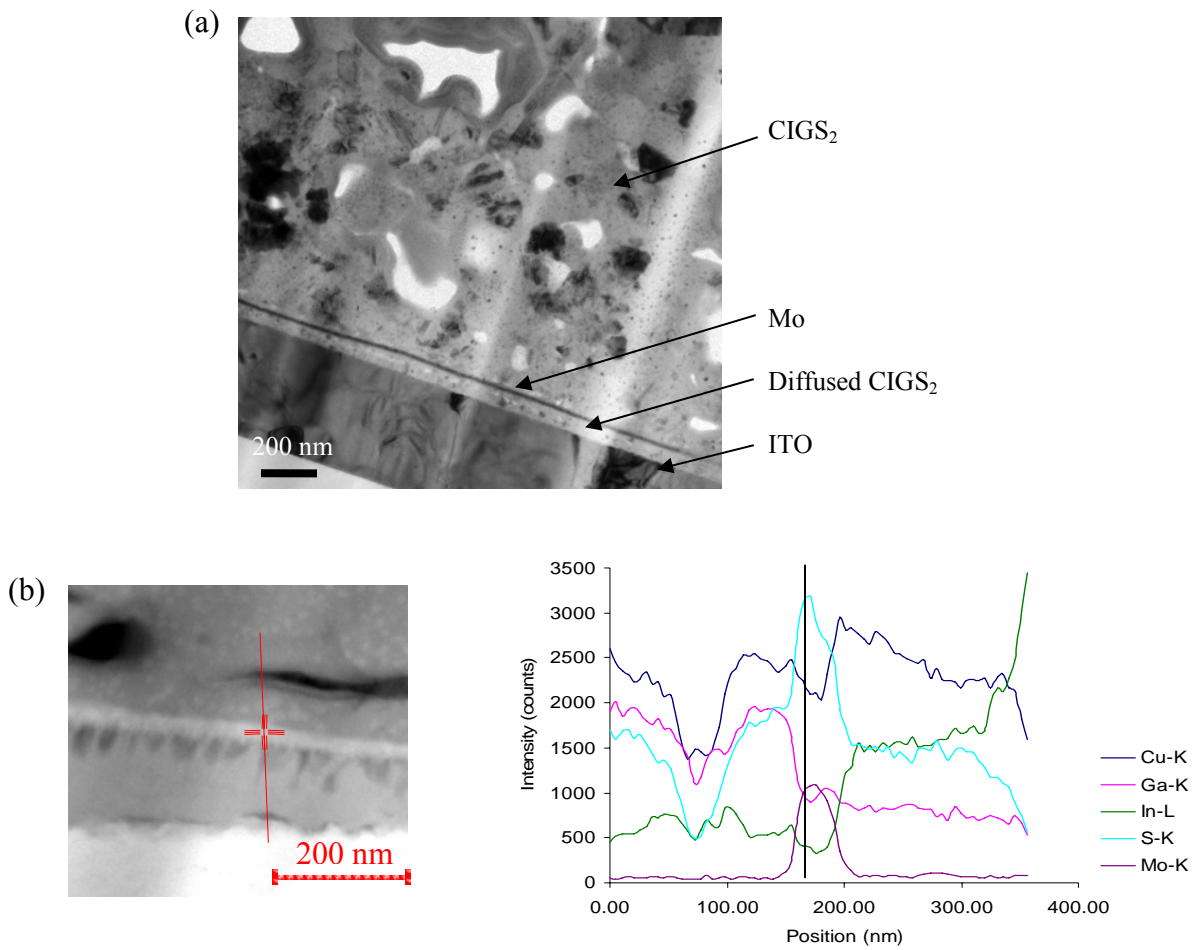 (a)
CIGS₂
Mo
Diffused CIGS₂
ITO
200 nm
(b)
200 nm
3500
3000
2500
2000
1500
1000
500
0
Intensity (counts)
0.00 100.00 200.00 300.00 400.00
Position (nm)
Cu-K
Ga-K
In-L
S-K
Mo-K